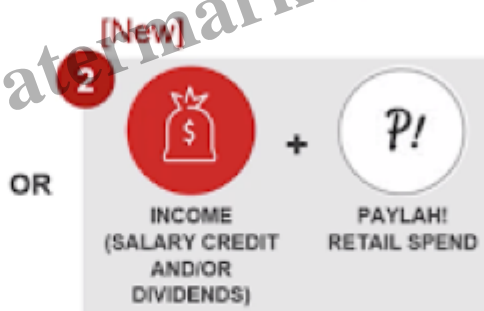 [New]
2
$
P!
+
OR
INCOME
(SALARY CREDIT
AND/OR
DIVIDENDS)
PAYLAH!
RETAIL SPEND